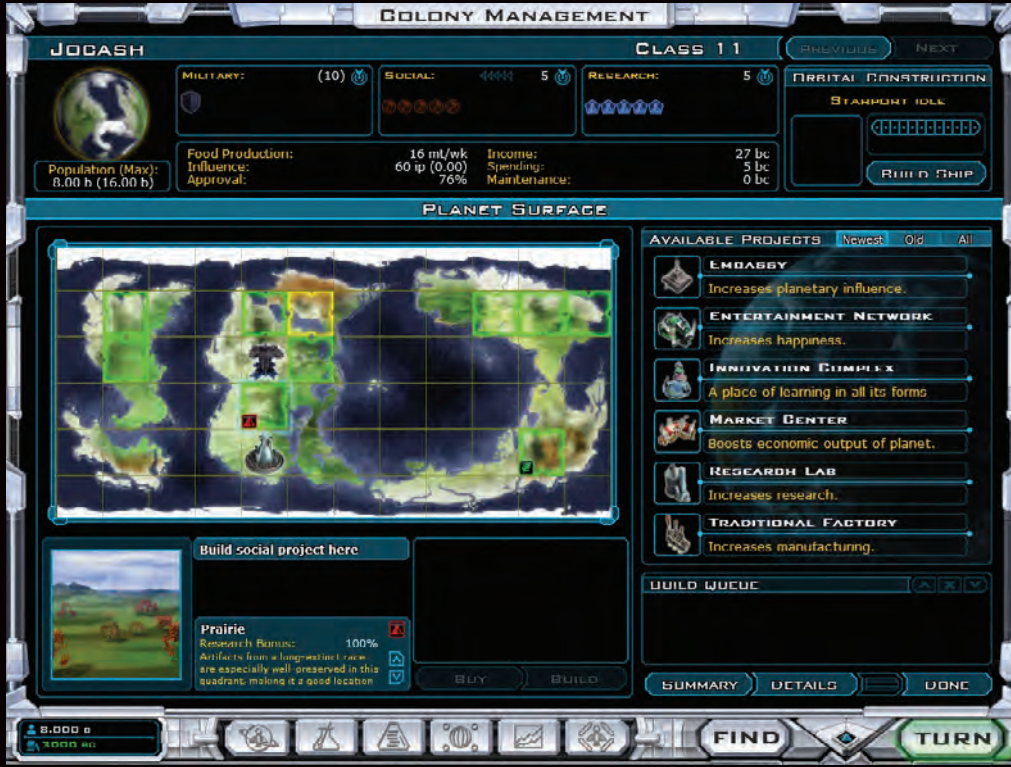 COLONY MANAGEMENT
JOCASH
CLASS 11
PREVIOUS
NEXT
MILITARY: (10)
SOCIAL: 5
RESEARCH: 5
ORBITAL CONSTRUCTION
STARPORT IDLE
BUILD SHIP
Population (Max):
8.00 b (16.00 b)
Food Production: 16 mt/wk
Influence: 60 ip (0.00)
Approval: 76%
Income: 27 bc
Spending: 5 bc
Maintenance: 0 bc
PLANET SURFACE
AVAILABLE PROJECTS Newest Old All
EMBASSY
Increases planetary influence.
ENTERTAINMENT NETWORK
Increases happiness.
INNOVATION COMPLEX
A place of learning in all its forms
MARKET CENTER
Boosts economic output of planet.
RESEARCH LAB
Increases research.
TRADITIONAL FACTORY
Increases manufacturing.
Build social project here
Prairie
Research Bonus: 100%
Artifacts from a long-extinct race
are especially well preserved in this
quadrant, making it a good location
BUY
BUILD
BUILD QUEUE
SUMMARY
DETAILS
DONE
8.000 B
3000 BC
FIND
TURN